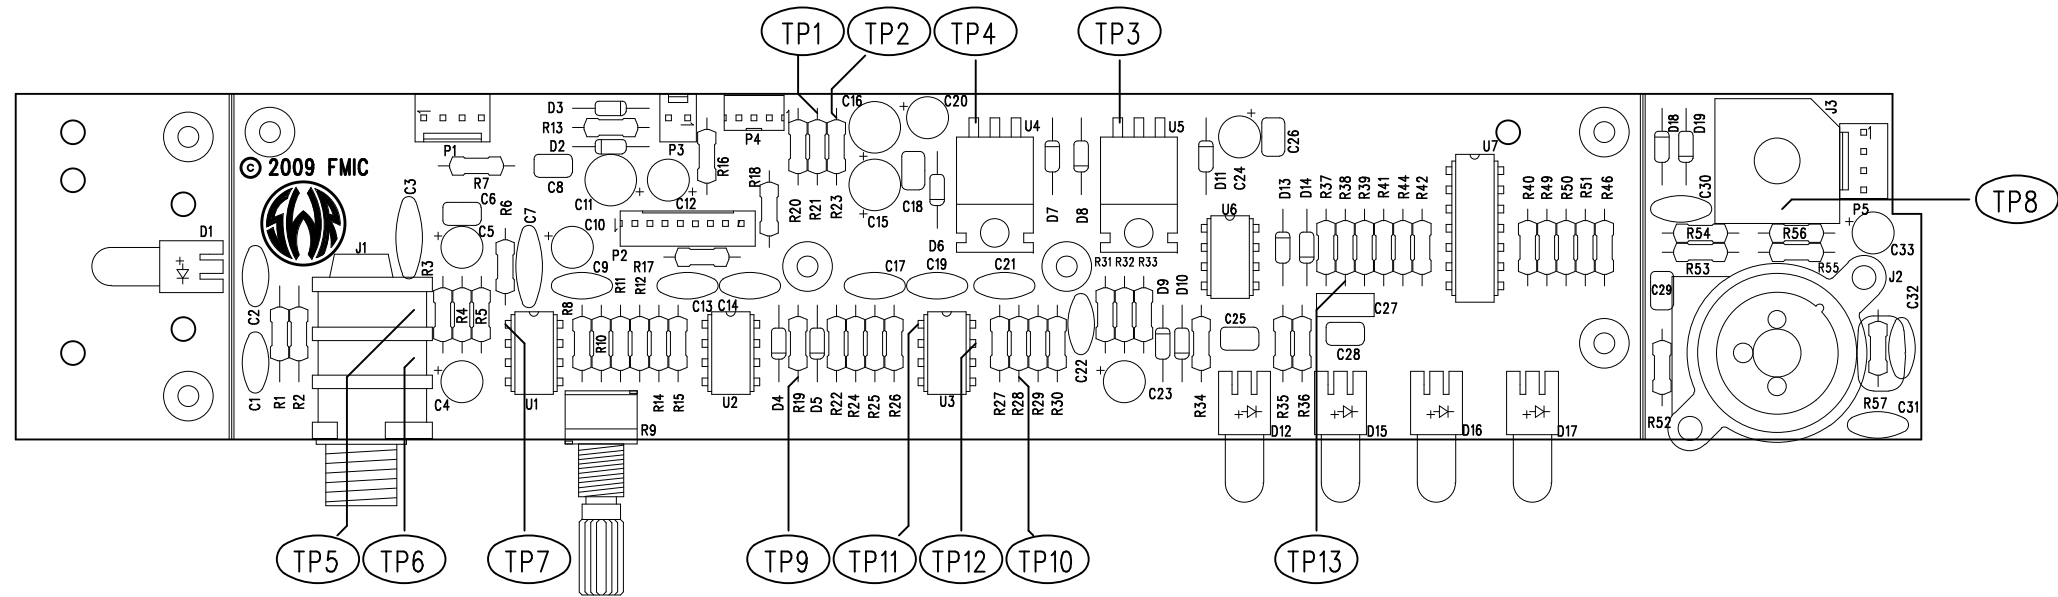 TP1 TP2 TP4 TP3
D3 C16 C20 J3
R13 P4 U4 U5 C26 D18 D19
1
P1 D2 P3 R16 U7
© 2009 FMIC
R7 C8 R18 D11 C24 D13 D14 R37 R38 R39 R41 R44 R42 R40 R49 R50 R51 R46 C30
C3 C6 R6 C7 C11 C10 C12 R20 R21 R23 C15 C18 D7 D8 U6 P5 TP8
SWR
D1 J1 C5 P2 D6 R54 R56 C33
R3 C9 R11 R17 R12 C17 C19 C21 R31 R32 R33 D9 D10 R53 R55 J2
C2 R4 R5 R8 C13 C14 C27 C29 C32
R10 C22 C25 C28
C1 R1 R2 C4 U1 R14 R15 U2 D4 R19 D5 R22 R24 R25 R26 U3 R27 R28 R29 R30 C23 R34 R35 R36 R57 C31
R9 D12 D15 D16 D17 R52
TP5 TP6 TP7 TP9 TP11 TP12 TP10 TP13